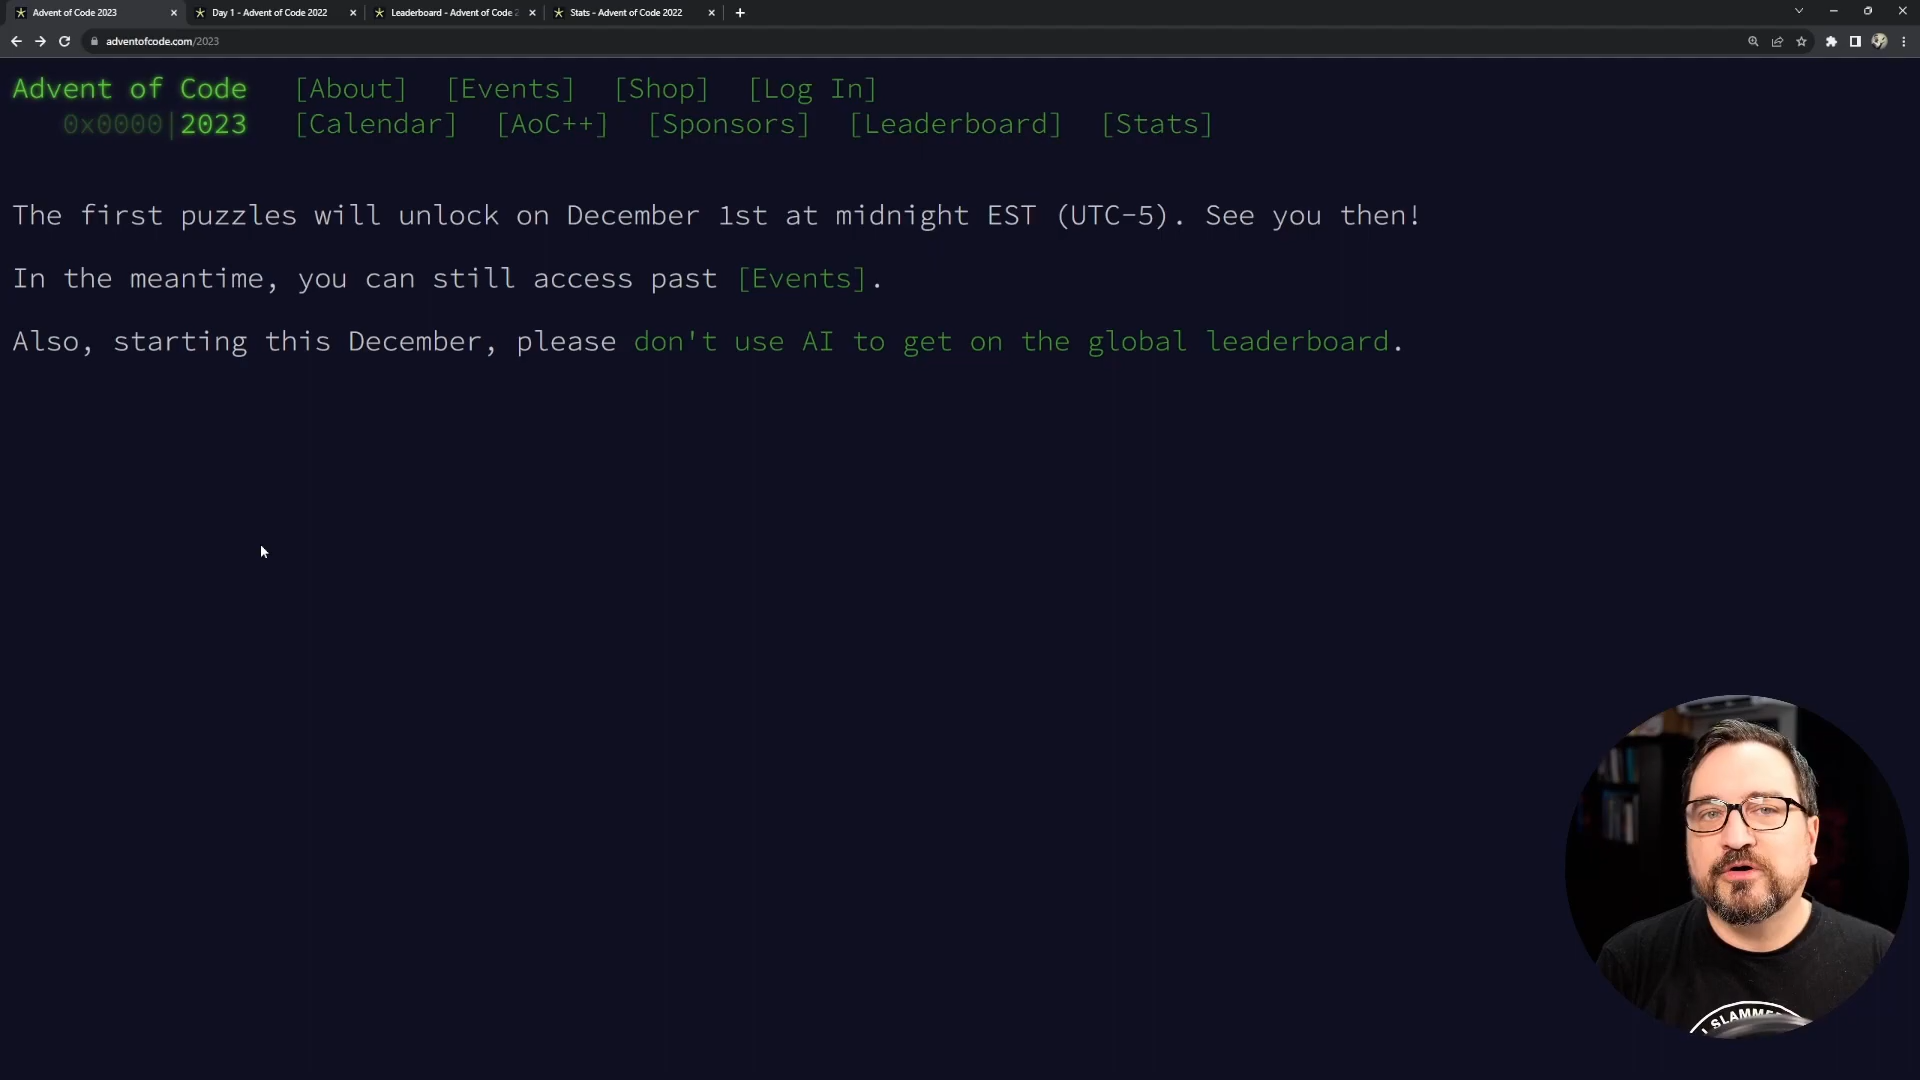 Advent of Code 2023
Day 1 - Advent of Code 2022
Leaderboard - Advent of Code 2
Stats - Advent of Code 2022
adventofcode.com/2023
Advent of Code [About] [Events] [Shop] [Log In]
0x0000|2023 [Calendar] [AoC++] [Sponsors] [Leaderboard] [Stats]
The first puzzles will unlock on December 1st at midnight EST (UTC-5). See you then!
In the meantime, you can still access past [Events].
Also, starting this December, please don't use AI to get on the global leaderboard.
I SLAMME